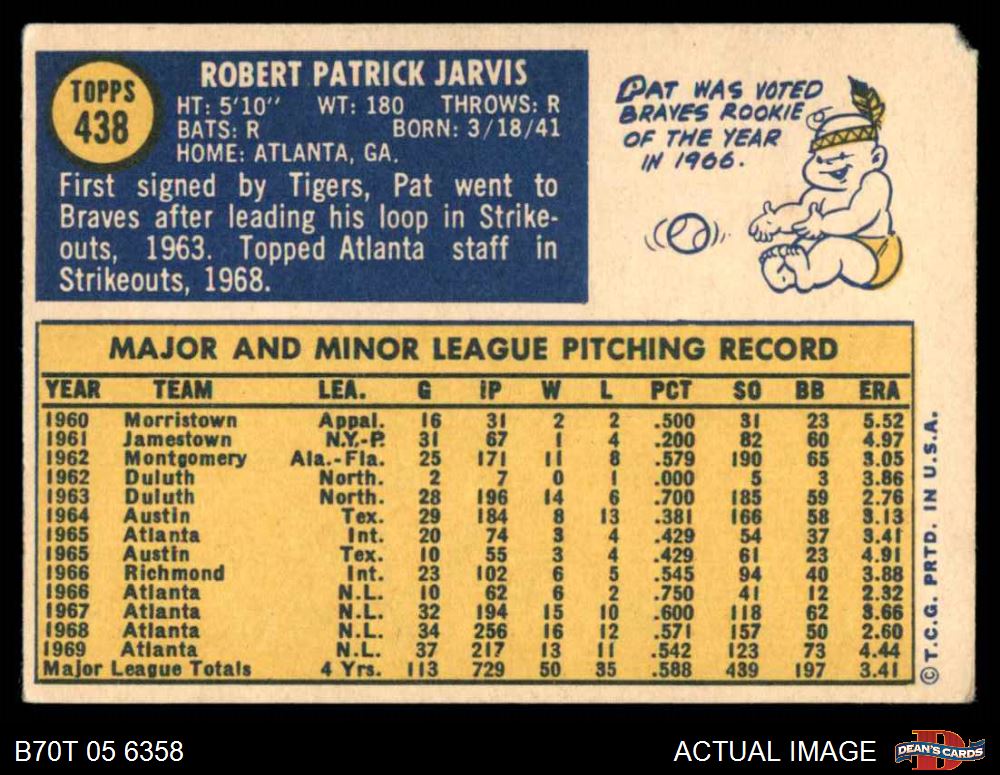 TOPPS
438
ROBERT PATRICK JARVIS
HT: 5'10" WT: 180 THROWS: R
BATS: R BORN: 3/18/41
HOME: ATLANTA, GA.
First signed by Tigers, Pat went to
Braves after leading his loop in Strike-
outs, 1963. Topped Atlanta staff in
Strikeouts, 1968.
PAT WAS VOTED
BRAVES ROOKIE
OF THE YEAR
IN 1966.
MAJOR AND MINOR LEAGUE PITCHING RECORD
YEAR TEAM LEA. G IP W L PCT SO BB ERA
1960 Morristown Appal. 16 31 2 2 .500 31 23 5.52
1961 Jamestown N.Y.-P. 31 67 1 4 .200 82 60 4.97
1962 Montgomery Ala.-Fla. 25 171 11 8 .579 190 65 3.05
1962 Duluth North. 2 7 0 1 .000 5 3 3.86
1963 Duluth North. 28 196 14 6 .700 185 59 2.76
1964 Austin Tex. 29 184 8 13 .381 166 58 3.13
1965 Atlanta Int. 20 74 3 4 .429 54 37 3.41
1965 Austin Tex. 10 55 3 4 .429 61 23 4.91
1966 Richmond Int. 23 102 6 5 .545 94 40 3.88
1966 Atlanta N.L. 10 62 6 2 .750 41 12 2.32
1967 Atlanta N.L. 32 194 15 10 .600 118 62 3.66
1968 Atlanta N.L. 34 256 16 12 .571 157 50 2.60
1969 Atlanta N.L. 37 217 13 11 .542 123 73 4.44
Major League Totals 4 Yrs. 113 729 50 35 .588 439 197 3.41
© T.C.G. PRTD. IN U.S.A.
B70T 05 6358
ACTUAL IMAGE
DEAN'S CARDS